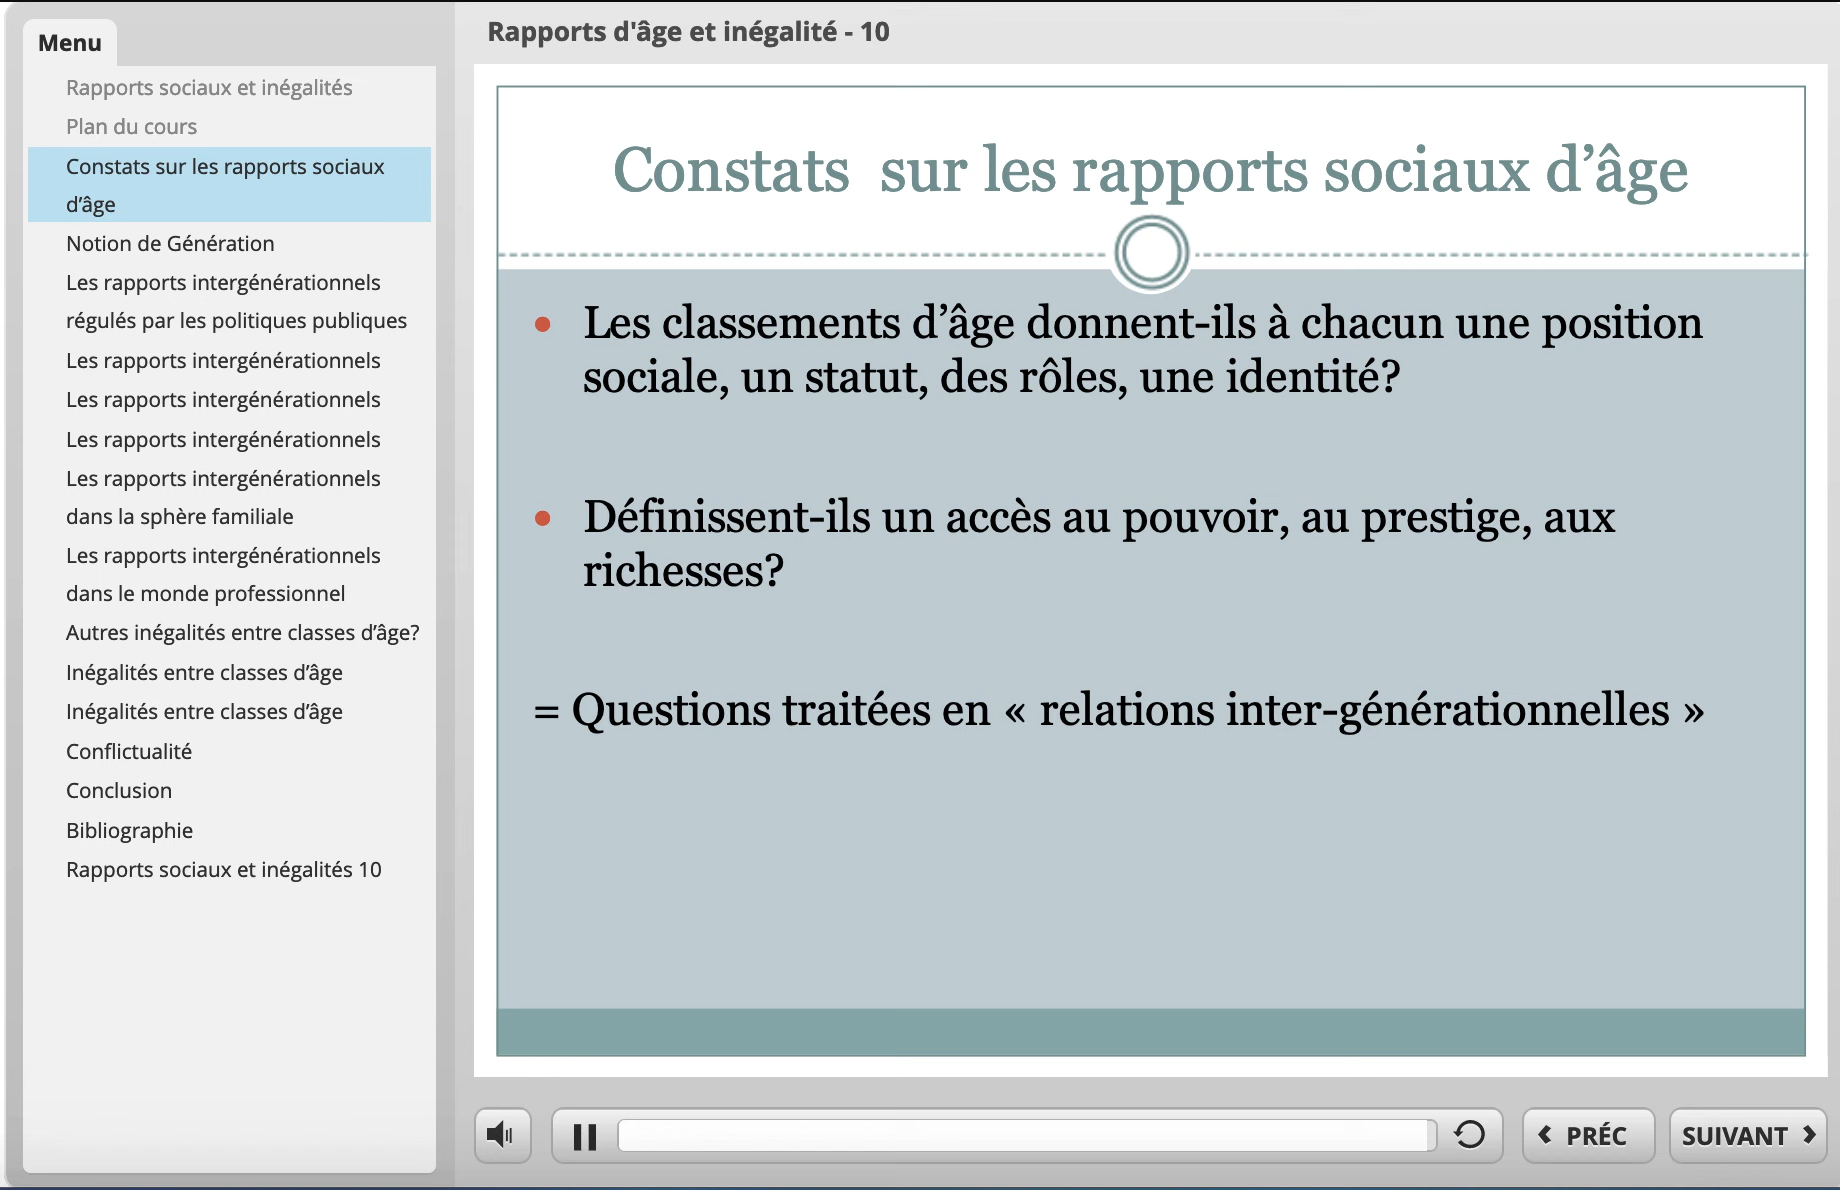 Menu
Rapports sociaux et inégalités
Plan du cours
Constats sur les rapports sociaux
d’âge
Notion de Génération
Les rapports intergénérationnels
régulés par les politiques publiques
Les rapports intergénérationnels
Les rapports intergénérationnels
Les rapports intergénérationnels
Les rapports intergénérationnels
dans la sphère familiale
Les rapports intergénérationnels
dans le monde professionnel
Autres inégalités entre classes d’âge?
Inégalités entre classes d’âge
Inégalités entre classes d’âge
Conflictualité
Conclusion
Bibliographie
Rapports sociaux et inégalités 10
Rapports d'âge et inégalité - 10
Constats sur les rapports sociaux d’âge
• Les classements d’âge donnent-ils à chacun une position
sociale, un statut, des rôles, une identité?
• Définissent-ils un accès au pouvoir, au prestige, aux
richesses?
= Questions traitées en « relations inter-générationnelles »
PRÉC
SUIVANT